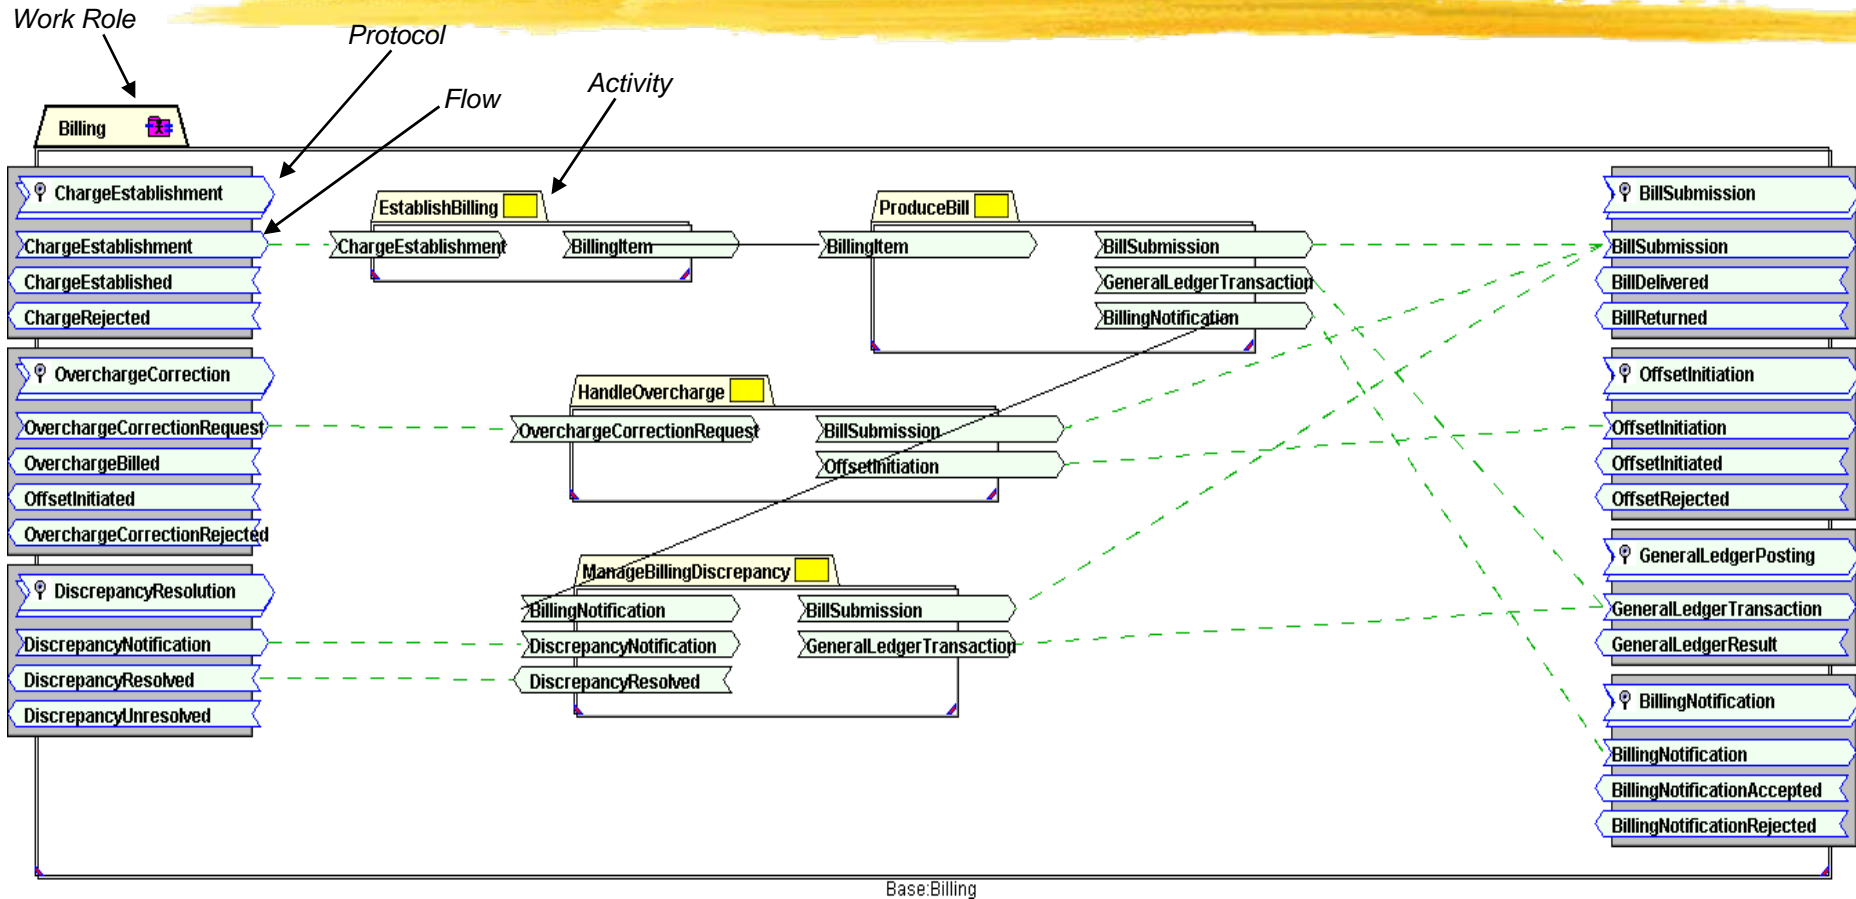 Work Role
Protocol
Flow
Activity
Billing
ChargeEstablishment
ChargeEstablishment
ChargeEstablished
ChargeRejected
OverchargeCorrection
OverchargeCorrectionRequest
OverchargeBilled
OffsetInitiated
OverchargeCorrectionRejected
DiscrepancyResolution
DiscrepancyNotification
DiscrepancyResolved
DiscrepancyUnresolved
EstablishBilling
ChargeEstablishment
BillingItem
ProduceBill
BillingItem
BillSubmission
GeneralLedgerTransaction
BillingNotification
HandleOvercharge
OverchargeCorrectionRequest
BillSubmission
OffsetInitiation
ManageBillingDiscrepancy
BillingNotification
DiscrepancyNotification
DiscrepancyResolved
BillSubmission
GeneralLedgerTransaction
BillSubmission
BillSubmission
BillDelivered
BillReturned
OffsetInitiation
OffsetInitiation
OffsetInitiated
OffsetRejected
GeneralLedgerPosting
GeneralLedgerTransaction
GeneralLedgerResult
BillingNotification
BillingNotification
BillingNotificationAccepted
BillingNotificationRejected
Base:Billing